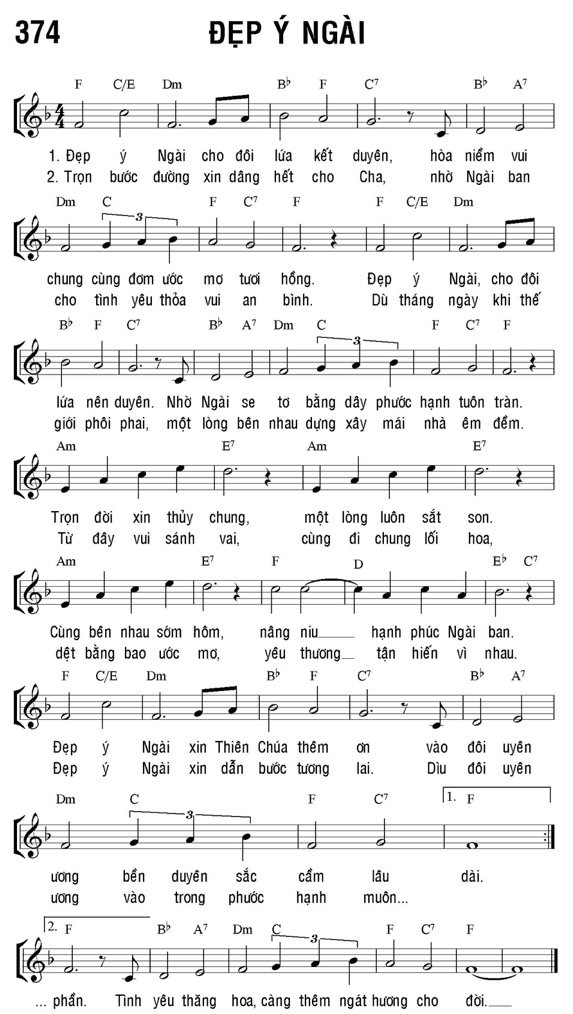 374 ĐẸP Ý NGÀI
F C/E Dm B♭ F C7 B♭ A7
4/4
1. Đẹp ý Ngài cho đôi lứa kết duyên, hòa niềm vui
2. Trọn bước đường xin dâng hết cho Cha, nhờ Ngài ban
Dm C 3 F C7 F F C/E Dm
chung cùng đơm ước mơ tươi hồng. Đẹp ý Ngài, cho đôi
cho tình yêu thỏa vui an bình. Dù tháng ngày khi thế
B♭ F C7 B♭ A7 Dm C 3 F C7 F
lứa nên duyên. Nhờ Ngài se tơ bằng dây phước hạnh tuôn tràn.
giới phôi phai, một lòng bên nhau dựng xây mái nhà êm đềm.
Am E7 Am E7
Trọn đời xin thủy chung, một lòng luôn sắt son.
Từ đây vui sánh vai, cùng đi chung lối hoa,
Am E7 F D E♭ C7
Cùng bên nhau sớm hôm, nâng niu hạnh phúc Ngài ban.
dệt bằng bao ước mơ, yêu thương tận hiến vì nhau.
F C/E Dm B♭ F C7 B♭ A7
Đẹp ý Ngài xin Thiên Chúa thêm ơn vào đôi uyên
Đẹp ý Ngài xin dẫn bước tương lai. Dìu đôi uyên
Dm C 3 F C7 1. F
ương bền duyên sắc cầm lâu dài.
ương vào trong phước hạnh muôn...
2. F B♭ A7 Dm C 3 F C7 F
... phần. Tình yêu thăng hoa, càng thêm ngát hương cho đời.